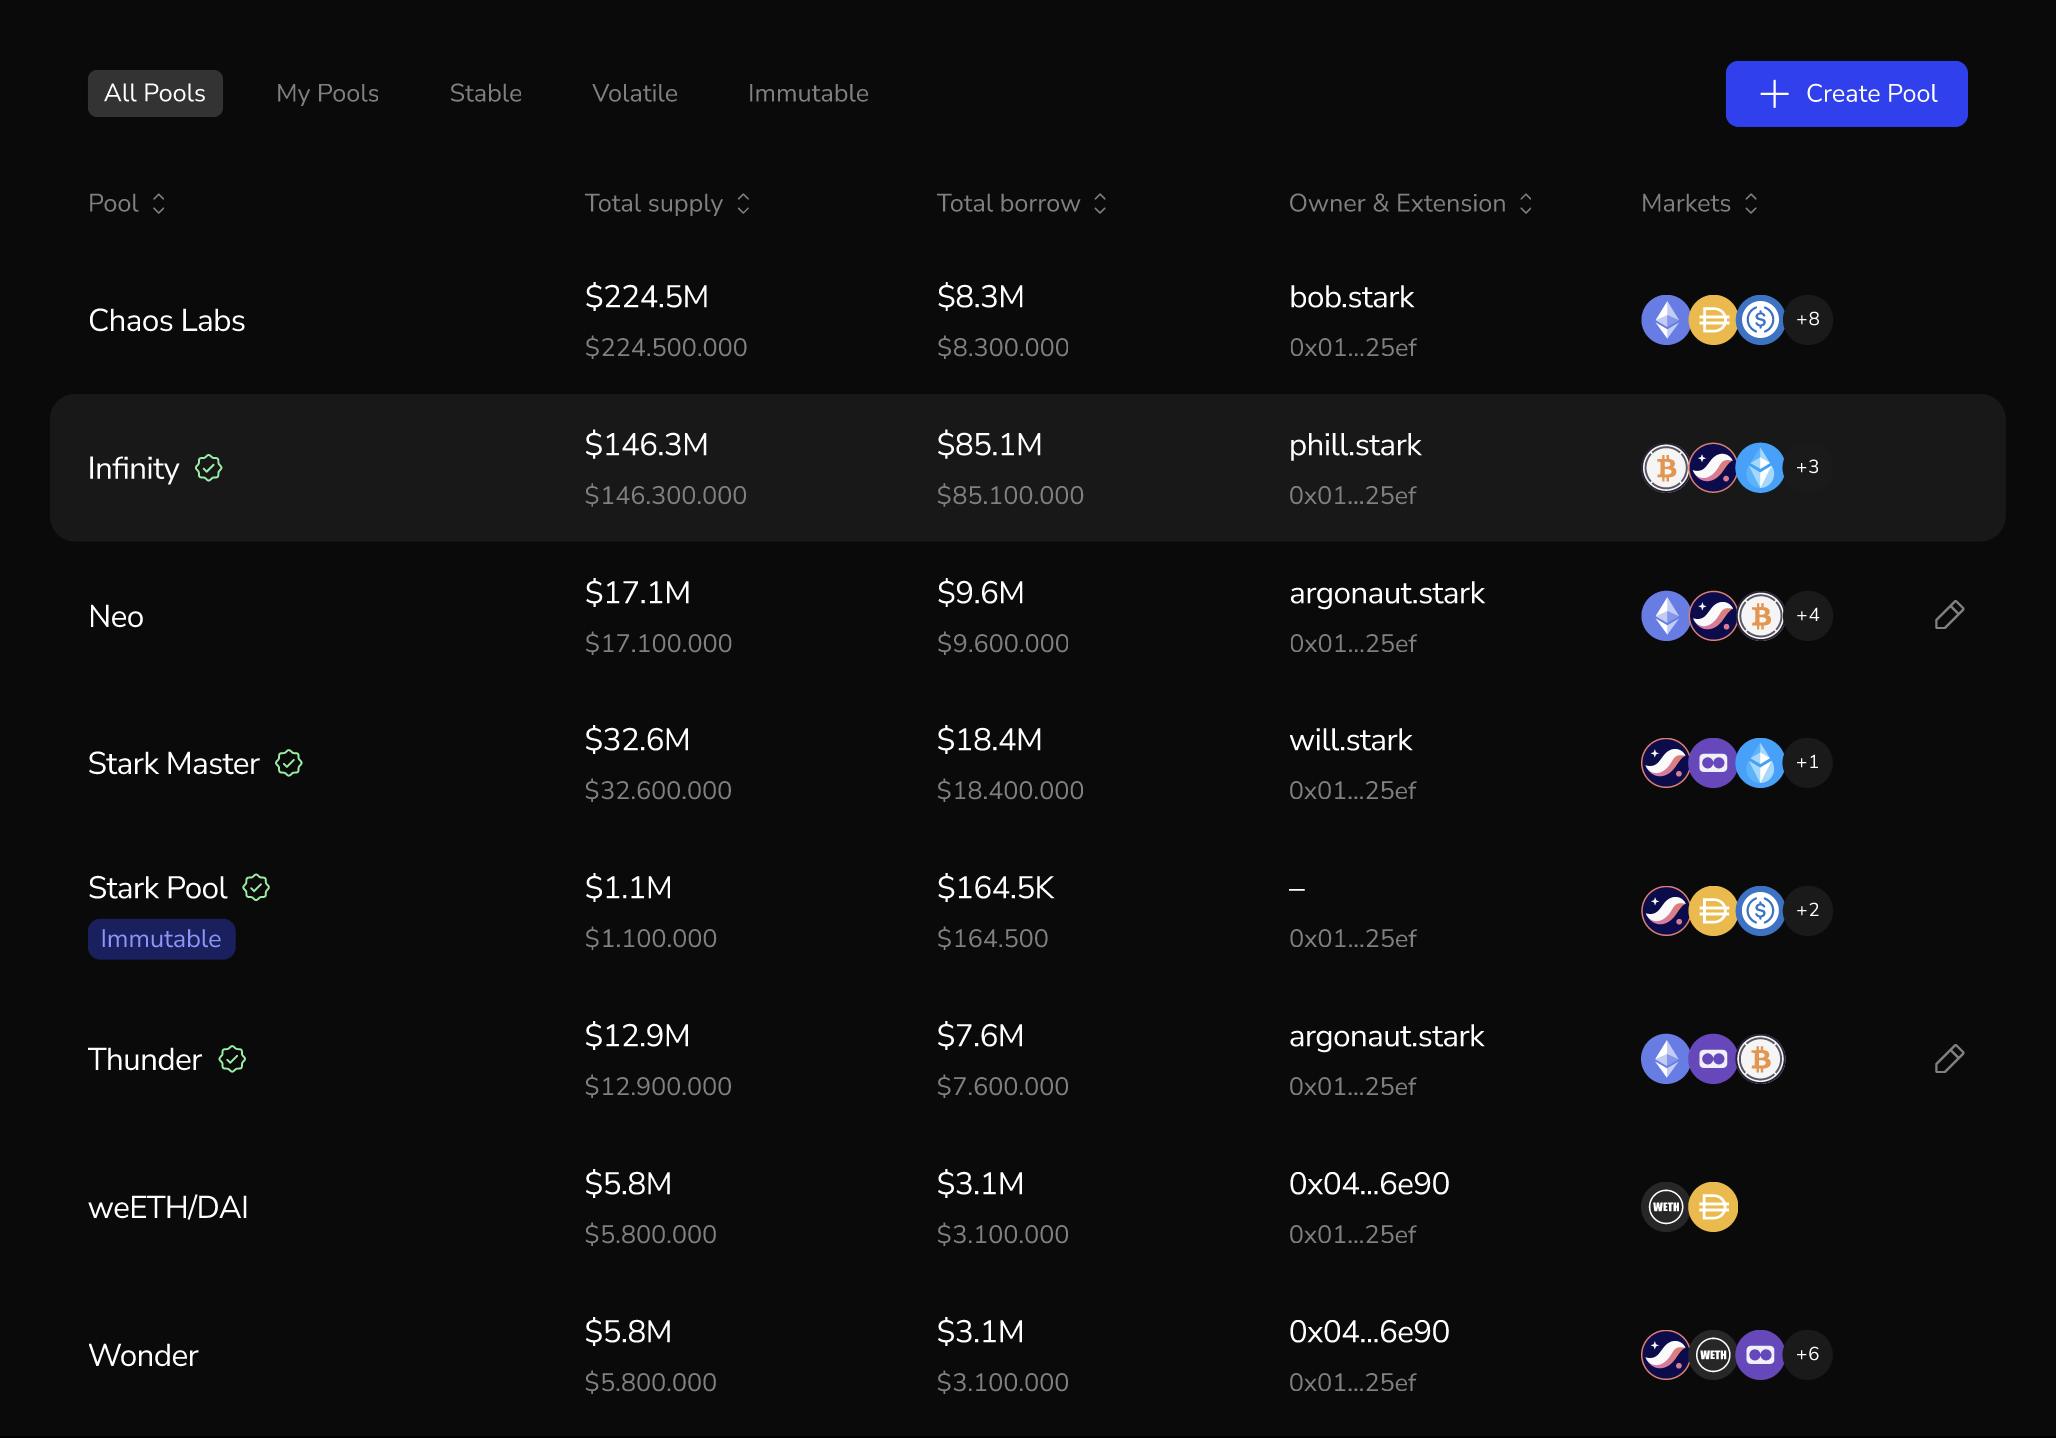 All Pools My Pools Stable Volatile Immutable Create Pool
Pool Total supply Total borrow Owner & Extension Markets
Chaos Labs
$224.5M $8.3M bob.stark
$224.500.000 $8.300.000 0x01...25ef
+8
Infinity
$146.3M $85.1M phill.stark
$146.300.000 $85.100.000 0x01...25ef
+3
Neo
$17.1M $9.6M argonaut.stark
$17.100.000 $9.600.000 0x01...25ef
+4
Stark Master
$32.6M $18.4M will.stark
$32.600.000 $18.400.000 0x01...25ef
+1
Stark Pool $1.1M $164.5K –
Immutable $1.100.000 $164.500 0x01...25ef
+2
Thunder
$12.9M $7.6M argonaut.stark
$12.900.000 $7.600.000 0x01...25ef
weETH/DAI
$5.8M $3.1M 0x04...6e90
$5.800.000 $3.100.000 0x01...25ef
WETH
Wonder
$5.8M $3.1M 0x04...6e90
$5.800.000 $3.100.000 0x01...25ef
WETH +6